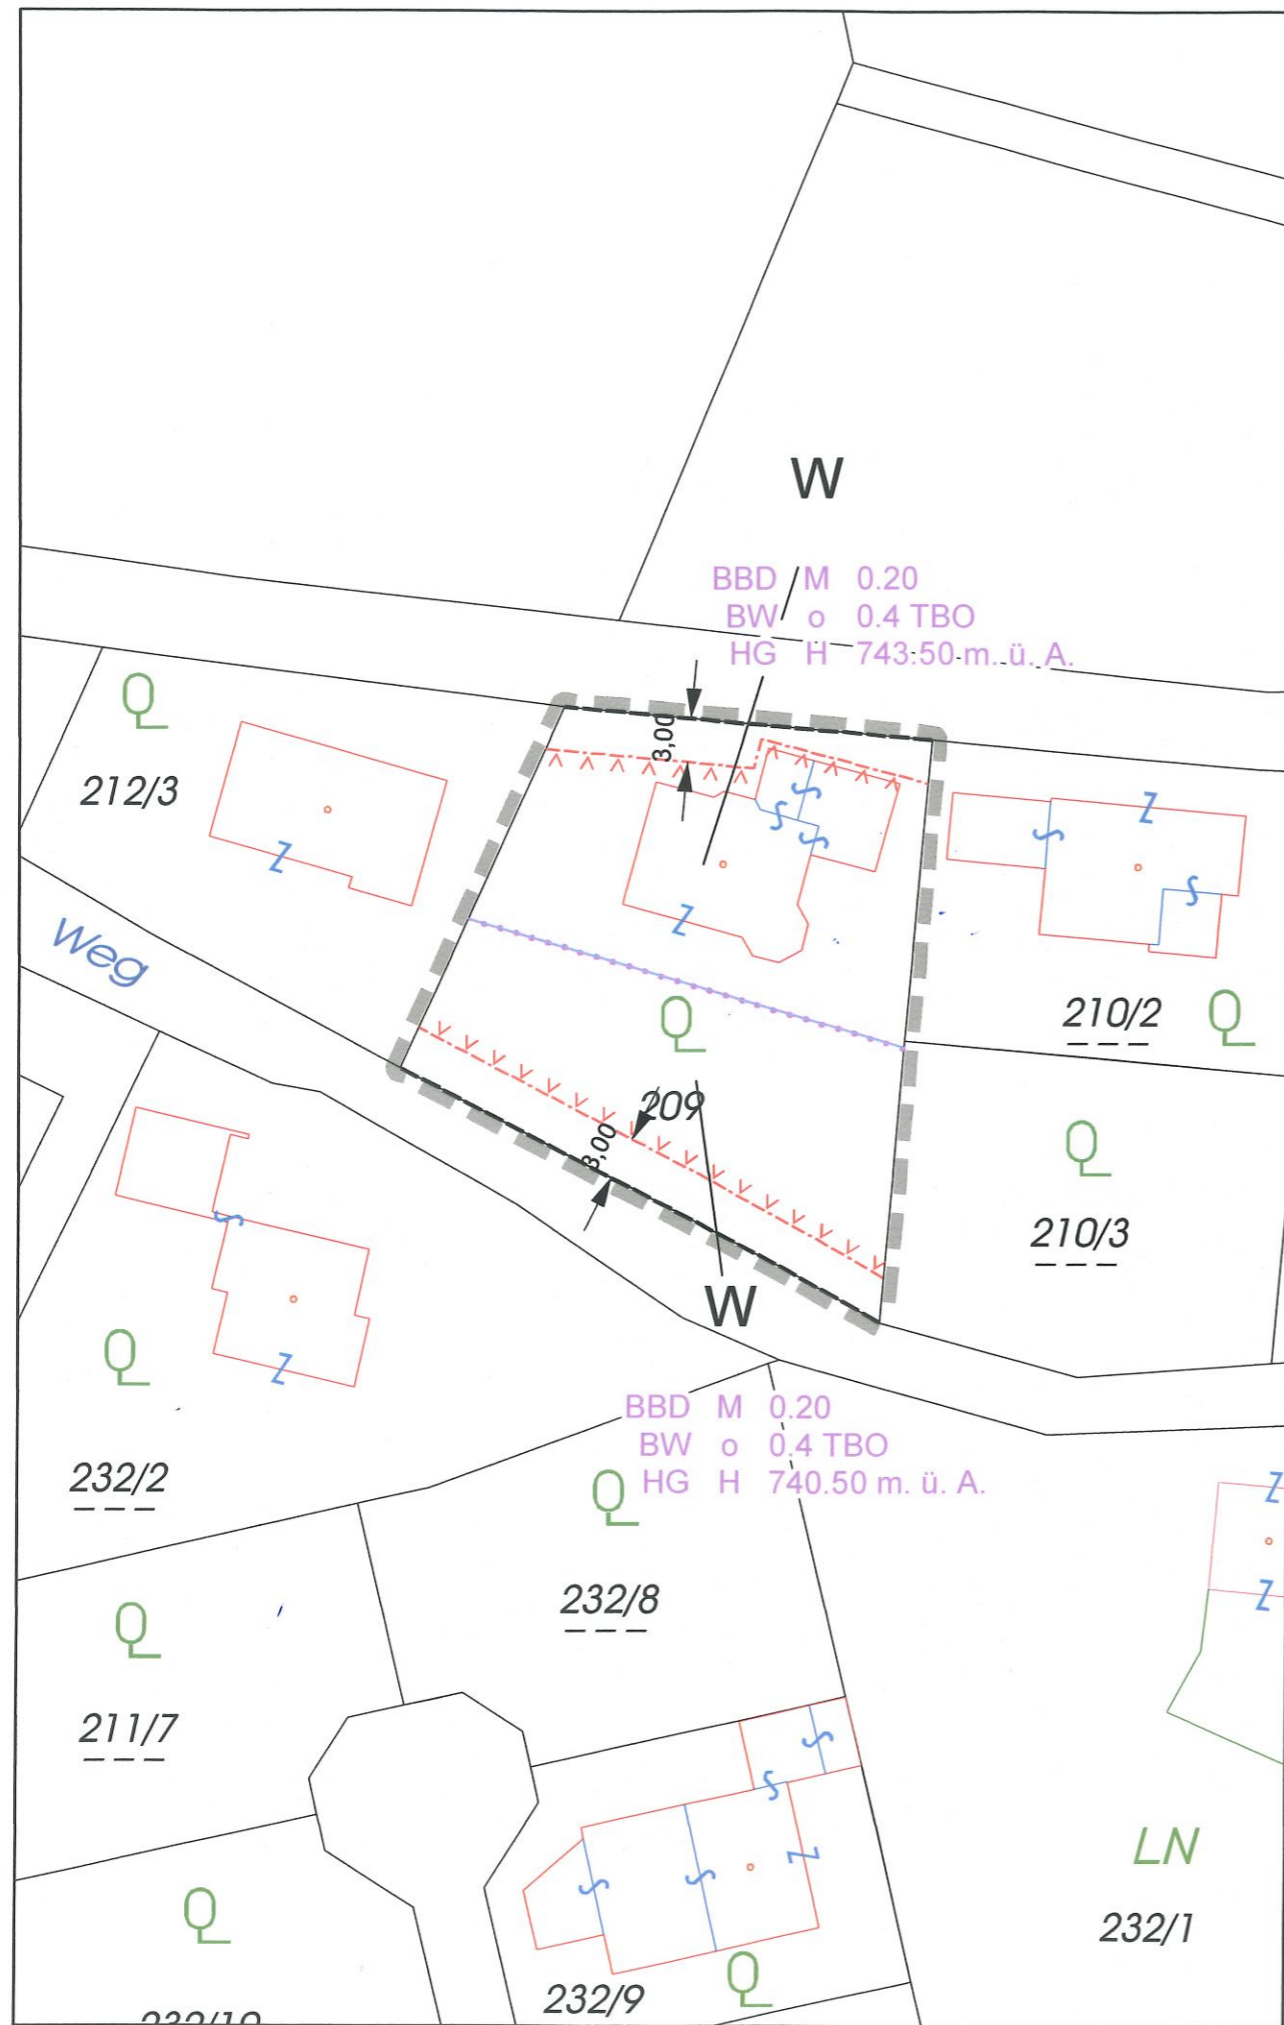 W
BBD M 0.20
BW o 0.4 TBO
HG H 743.50 m. ü. A.
3,00
212/3
Weg
210/2
209
3,00
210/3
W
BBD M 0.20
BW o 0.4 TBO
HG H 740.50 m. ü. A.
232/2
232/8
211/7
LN
232/1
232/9
232/10